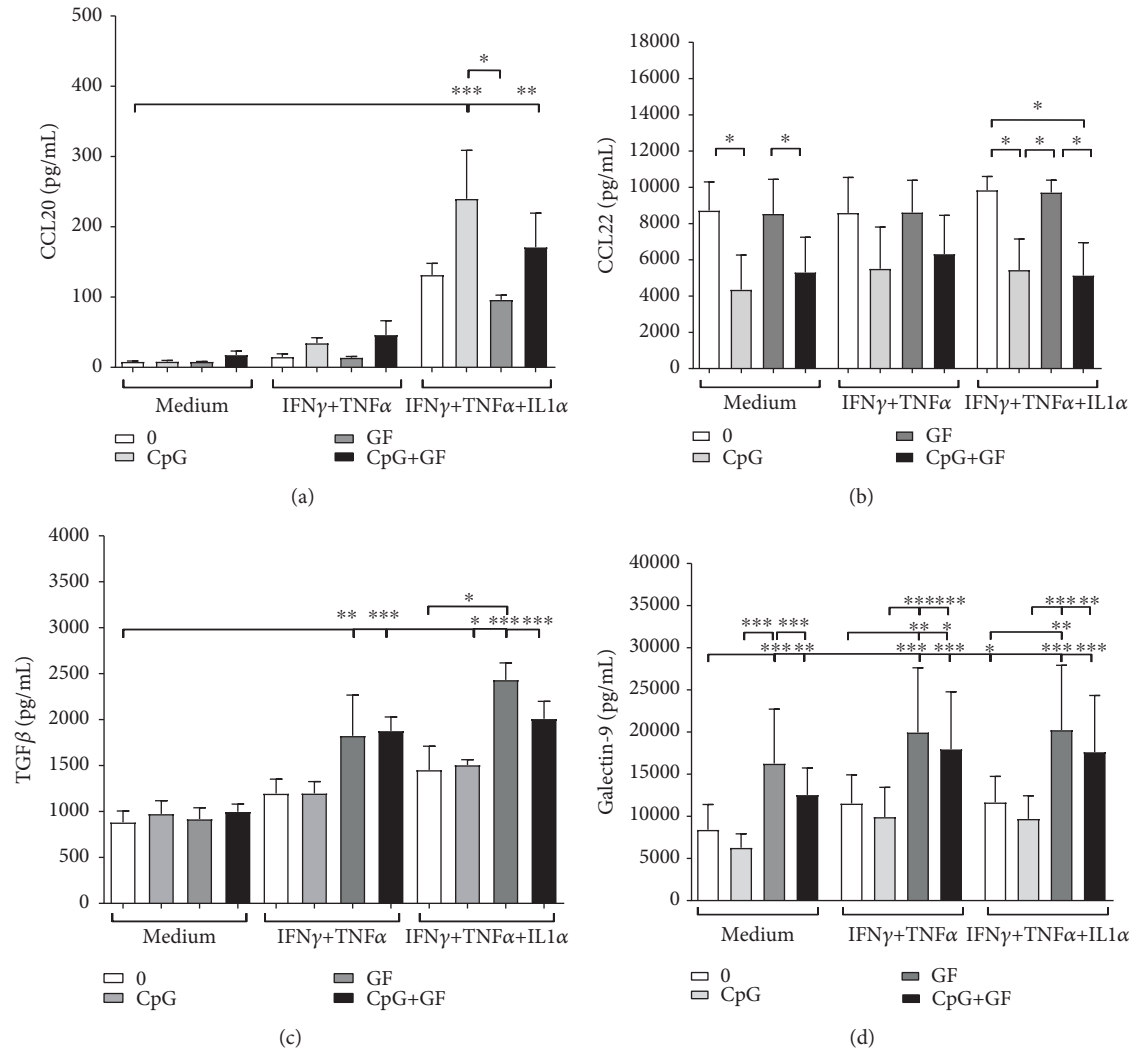 500
400
300
200
100
0
CCL20 (pg/mL)
*
***
**
Medium
IFNγ+TNFα
IFNγ+TNFα+IL1α
0
CpG
GF
CpG+GF
(a)
18000
16000
14000
12000
10000
8000
6000
4000
2000
0
CCL22 (pg/mL)
*
*
*
*
*
*
Medium
IFNγ+TNFα
IFNγ+TNFα+IL1α
0
CpG
GF
CpG+GF
(b)
4000
3500
3000
2500
2000
1500
1000
500
0
TGFβ (pg/mL)
*
** *** * *** ***
Medium
IFNγ+TNFα
IFNγ+TNFα+IL1α
0
CpG
GF
CpG+GF
(c)
40000
35000
30000
25000
20000
15000
10000
5000
0
Galectin-9 (pg/mL)
*** *** *** **
*** *** ** * **
*** ** *** *** * *** ***
Medium
IFNγ+TNFα
IFNγ+TNFα+IL1α
0
CpG
GF
CpG+GF
(d)